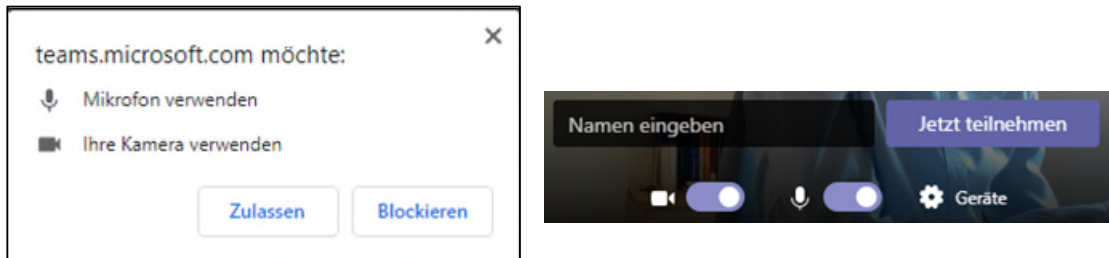 teams.microsoft.com möchte:
Mikrofon verwenden
Ihre Kamera verwenden
Zulassen Blockieren
Namen eingeben Jetzt teilnehmen
Geräte